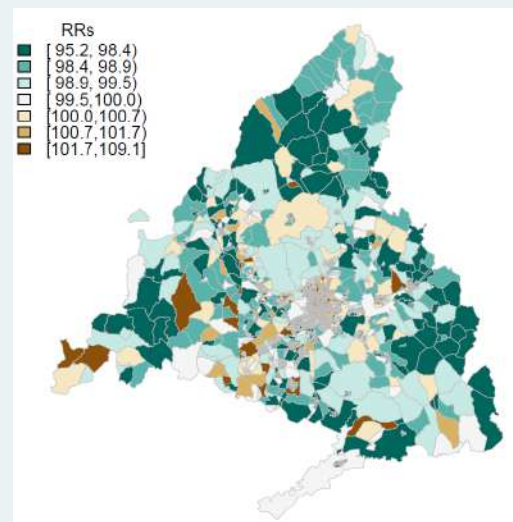 RRs
[ 95.2, 98.4)
[ 98.4, 98.9)
[ 98.9, 99.5)
[ 99.5,100.0)
[100.0,100.7)
[100.7,101.7)
[101.7,109.1]